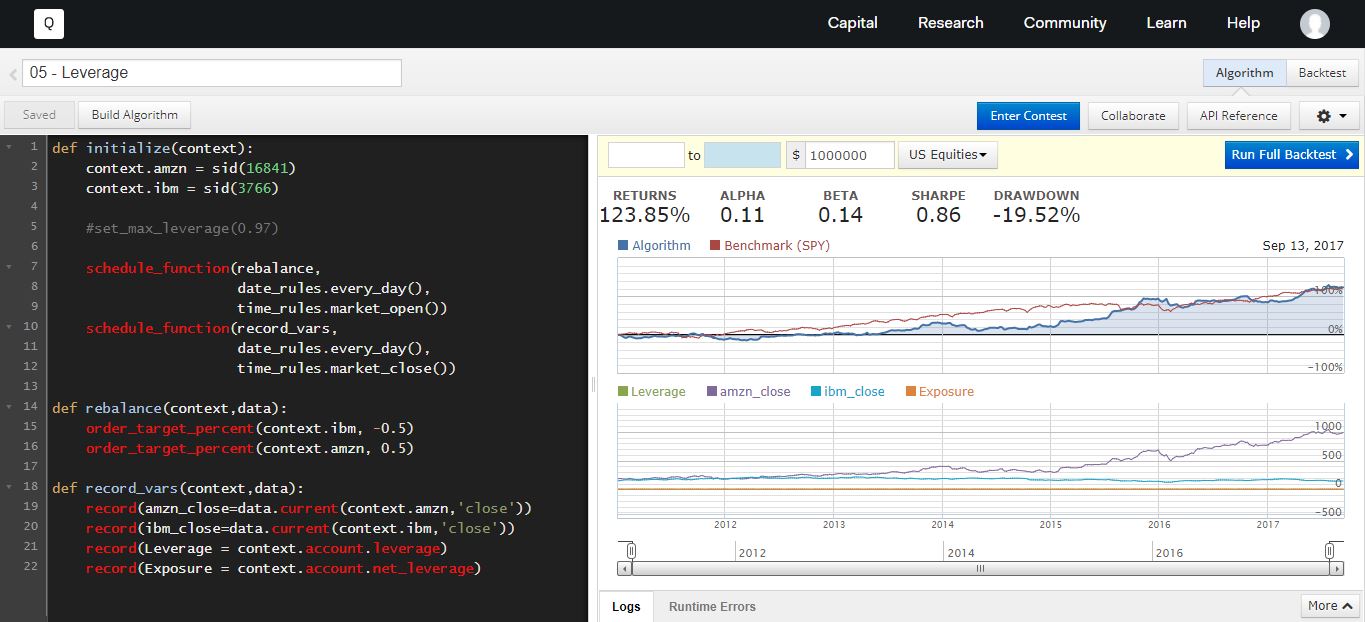 Q
Capital Research Community Learn Help
05 - Leverage
Algorithm Backtest
Saved Build Algorithm
Enter Contest Collaborate API Reference
1 def initialize(context):
2 context.amzn = sid(16841)
3 context.ibm = sid(3766)
4
5 #set_max_leverage(0.97)
6
7 schedule_function(rebalance,
8 date_rules.every_day(),
9 time_rules.market_open())
10 schedule_function(record_vars,
11 date_rules.every_day(),
12 time_rules.market_close())
13
14 def rebalance(context,data):
15 order_target_percent(context.ibm, -0.5)
16 order_target_percent(context.amzn, 0.5)
17
18 def record_vars(context,data):
19 record(amzn_close=data.current(context.amzn,'close'))
20 record(ibm_close=data.current(context.ibm,'close'))
21 record(Leverage = context.account.leverage)
22 record(Exposure = context.account.net_leverage)
to $ 1000000 US Equities
Run Full Backtest
RETURNS ALPHA BETA SHARPE DRAWDOWN
123.85% 0.11 0.14 0.86 -19.52%
Algorithm Benchmark (SPY) Sep 13, 2017
100%
0%
-100%
Leverage amzn_close ibm_close Exposure
1000
500
0
-500
2012 2013 2014 2015 2016 2017
2012 2014 2016
Logs Runtime Errors More